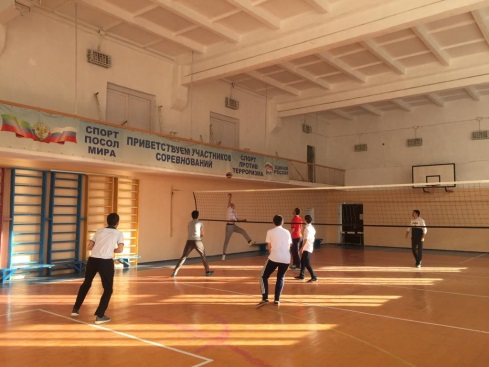 СПОРТ
ПОСОЛ
МИРА
ПРИВЕТСТВУЕМ УЧАСТНИКОВ
СОРЕВНОВАНИЙ
СПОРТ
ПРОТИВ
ТЕРРОРИЗМА